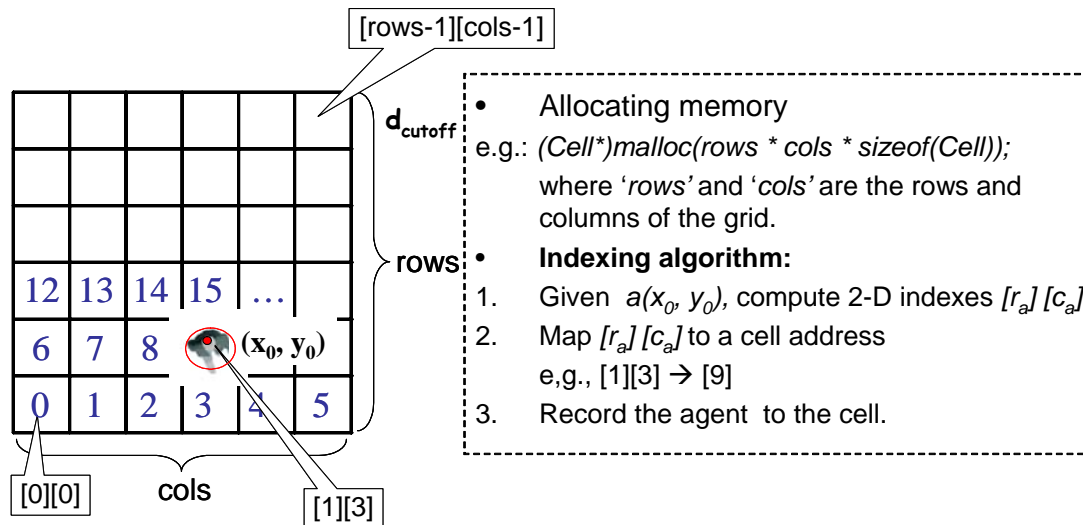 [rows-1][cols-1]
d_cutoff
rows
12 13 14 15 …
6 7 8 (x₀, y₀)
0 1 2 3 4 5
cols
[0][0]
[1][3]
• Allocating memory
e.g.: (Cell*)malloc(rows * cols * sizeof(Cell));
where ‘rows’ and ‘cols’ are the rows and
columns of the grid.
• Indexing algorithm:
1. Given a(x₀, y₀), compute 2-D indexes [rₐ] [cₐ]
2. Map [rₐ] [cₐ] to a cell address
e,g., [1][3] → [9]
3. Record the agent to the cell.